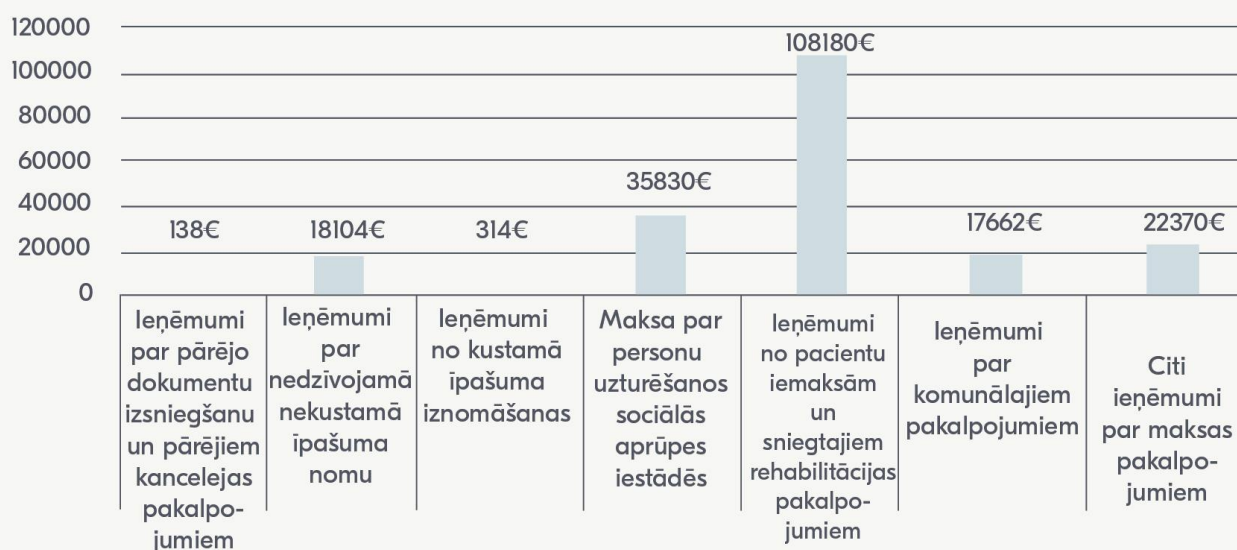 120000
100000
80000
60000
40000
20000
0
138€
18104€
314€
35830€
108180€
17662€
22370€
Ieņēmumi
par pārējo
dokumentu
izsniegšanu
un pārējiem
kancelejas
pakalpo-
jumiem
Ieņēmumi
par
nedzīvojamā
nekustamā
īpašuma
nomu
Ieņēmumi
no kustamā
īpašuma
iznomāšanas
Maksa par
personu
uzturēšanos
sociālās
aprūpes
iestādēs
Ieņēmumi
no pacientu
iemaksām
un
sniegtajiem
rehabilitācijas
pakalpo-
jumiem
Ieņēmumi
par
komunālajiem
pakalpojumiem
Citi
ieņēmumi
par maksas
pakalpo-
jumiem